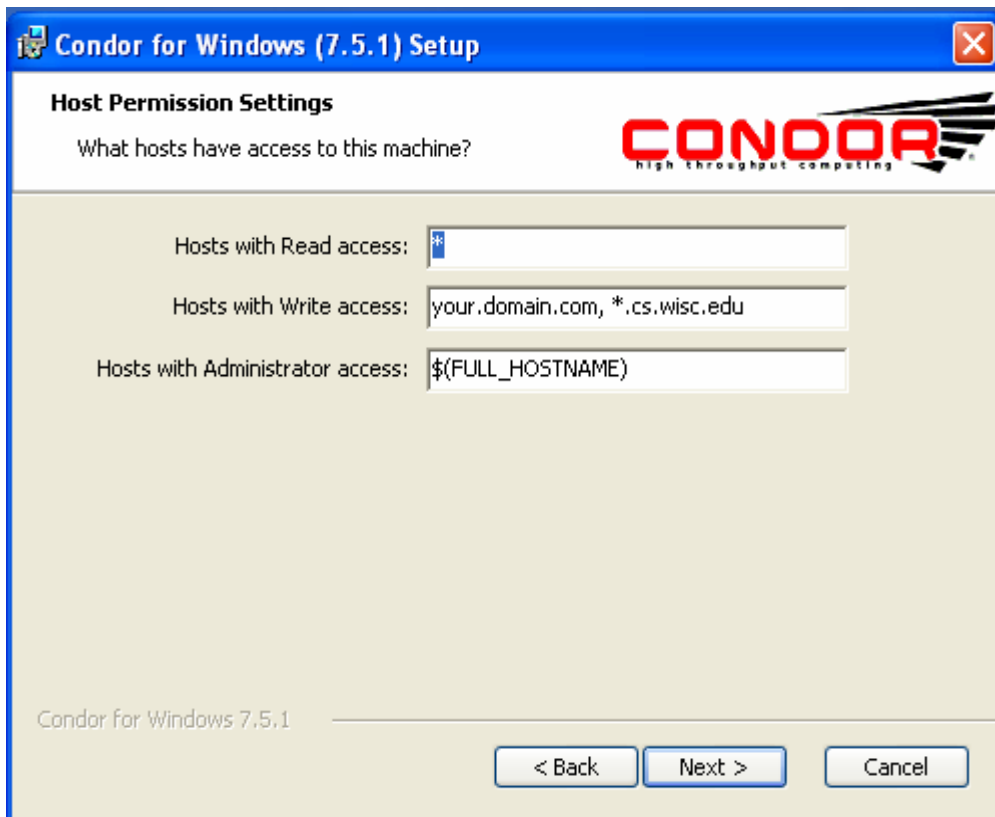 Condor for Windows (7.5.1) Setup
Host Permission Settings
What hosts have access to this machine?
CONDOR
high throughput computing
Hosts with Read access: *
Hosts with Write access: your.domain.com, *.cs.wisc.edu
Hosts with Administrator access: $(FULL_HOSTNAME)
Condor for Windows 7.5.1
< Back Next > Cancel